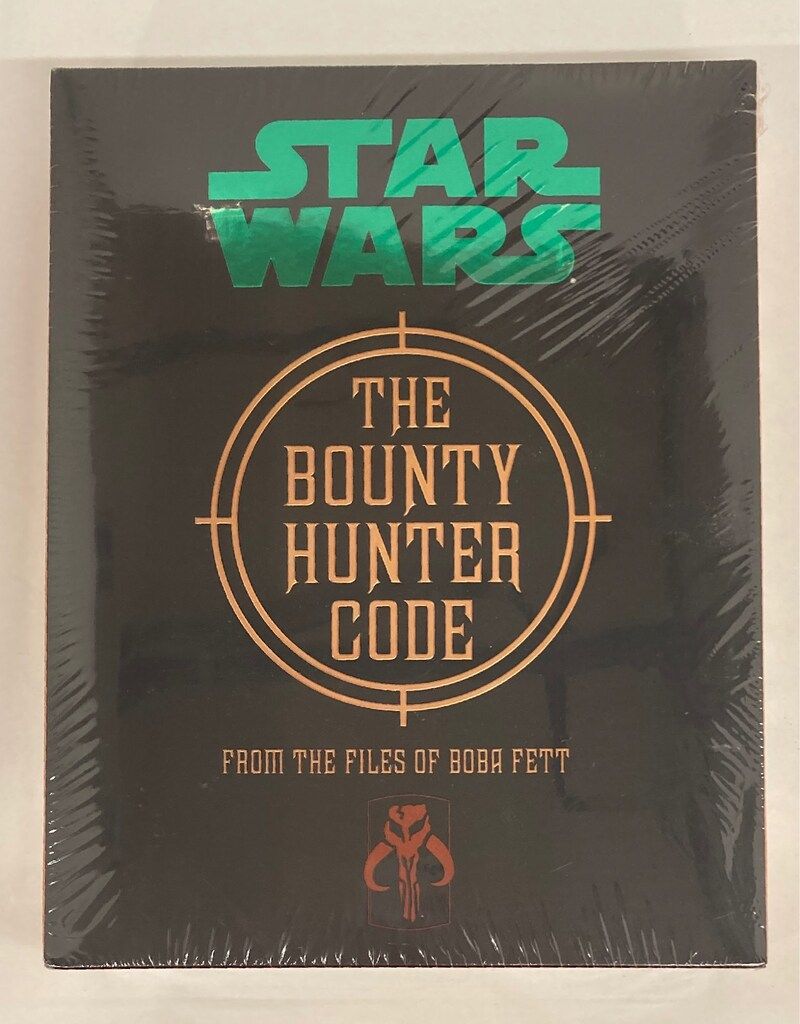 STAR
WARS
THE
BOUNTY
HUNTER
CODE
FROM THE FILES OF BOBA FETT